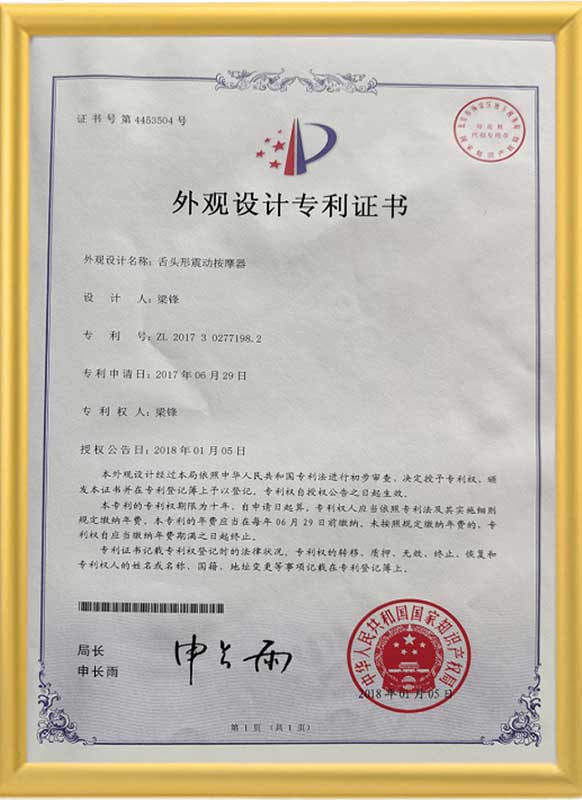 证书号第4453504号
外观设计专利证书
外观设计名称：舌头形震动按摩器
设计人：梁锋
专利号：ZL 2017 3 0277198.2
专利申请日：2017年06月29日
专利权人：梁锋
授权公告日：2018年01月05日
本外观设计经过本局依照中华人民共和国专利法进行初步审查，决定授予专利权，颁
发本证书并在专利登记簿上予以登记，专利权自授权公告之日起生效。
本专利的专利权期限为十年，自申请日起算。专利权人应当依照专利法及其实施细则
规定缴纳年费。本专利的年费应当在每年06月29日前缴纳。未按照规定缴纳年费的，专
利权自应当缴纳年费期满之日起终止。
专利证书记载专利权登记时的法律状况。专利权的转移、质押、无效、终止、恢复和
专利权人的姓名或名称、国籍、地址变更等事项记载在专利登记簿上。
局长
申长雨
申长雨
中华人民共和国国家知识产权局
2018年01月05日
第1页（共1页）